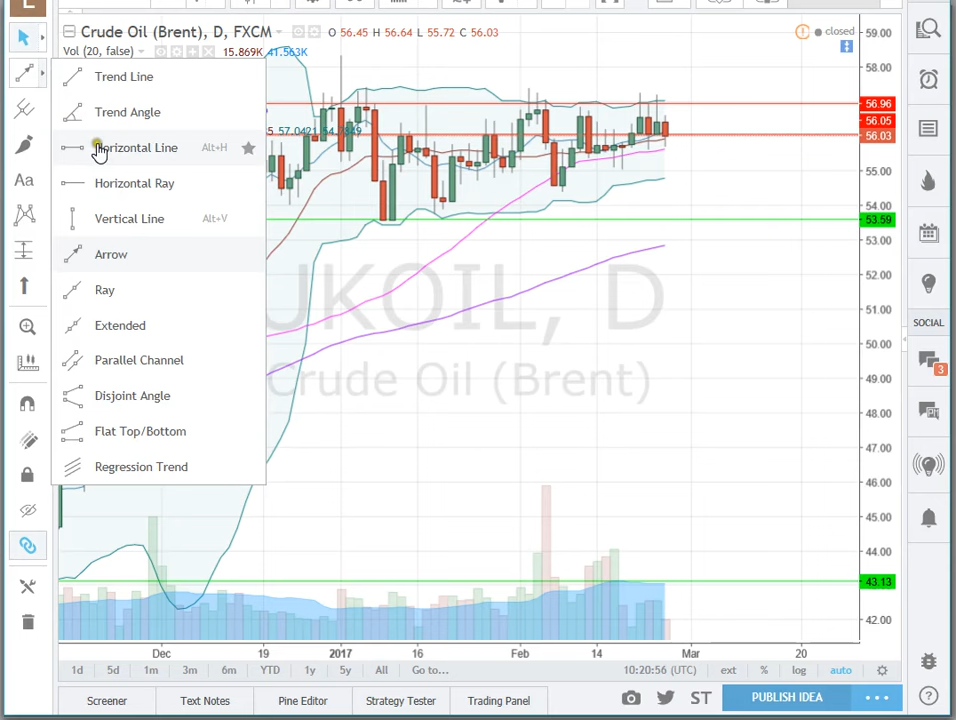 L
Crude Oil (Brent), D, FXCM
O 56.45 H 56.64 L 55.72 C 56.03
closed
Vol (20, false)
15.869K
41.563K
59.00
58.00
56.96
56.05
56.03
55.00
54.00
53.59
53.00
52.00
51.00
50.00
49.00
48.00
47.00
46.00
45.00
44.00
43.13
42.00
Aa
Trend Line
Trend Angle
Horizontal Line Alt+H
Horizontal Ray
Vertical Line Alt+V
Arrow
Ray
Extended
Parallel Channel
Disjoint Angle
Flat Top/Bottom
Regression Trend
UKOIL, D
Crude Oil (Brent)
SOCIAL
3
Dec 19 2017 16 Feb 14 Mar 20
1d 5d 1m 3m 6m YTD 1y 5y All Go to... 10:20:56 (UTC) ext % log auto
Screener Text Notes Pine Editor Strategy Tester Trading Panel
ST
PUBLISH IDEA
?